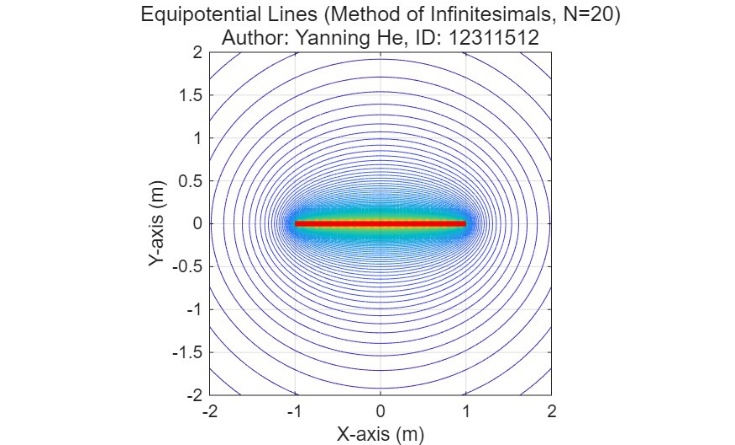 Equipotential Lines (Method of Infinitesimals, N=20)
Author: Yanning He, ID: 12311512
2
1.5
1
0.5
0
-0.5
-1
-1.5
-2
Y-axis (m)
-2 -1 0 1 2
X-axis (m)